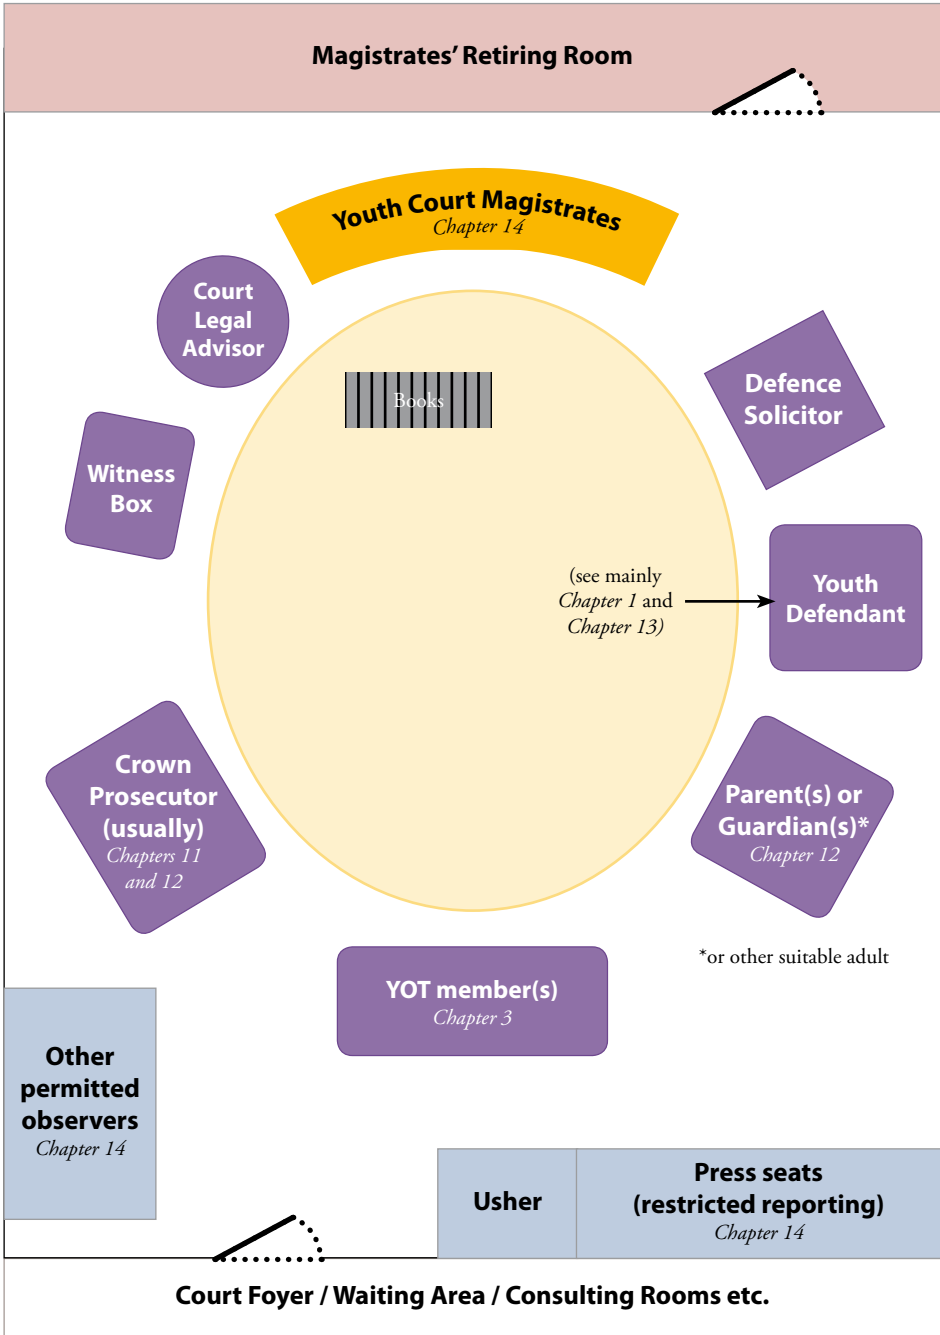 Magistrates’ Retiring Room
Youth Court Magistrates
Chapter 14
Court
Legal
Advisor
Books
Defence
Solicitor
Witness
Box
(see mainly
Chapter 1 and
Chapter 13)
Youth
Defendant
Crown
Prosecutor
(usually)
Chapters 11
and 12
Parent(s) or
Guardian(s)*
Chapter 12
*or other suitable adult
YOT member(s)
Chapter 3
Other
permitted
observers
Chapter 14
Usher
Press seats
(restricted reporting)
Chapter 14
Court Foyer / Waiting Area / Consulting Rooms etc.